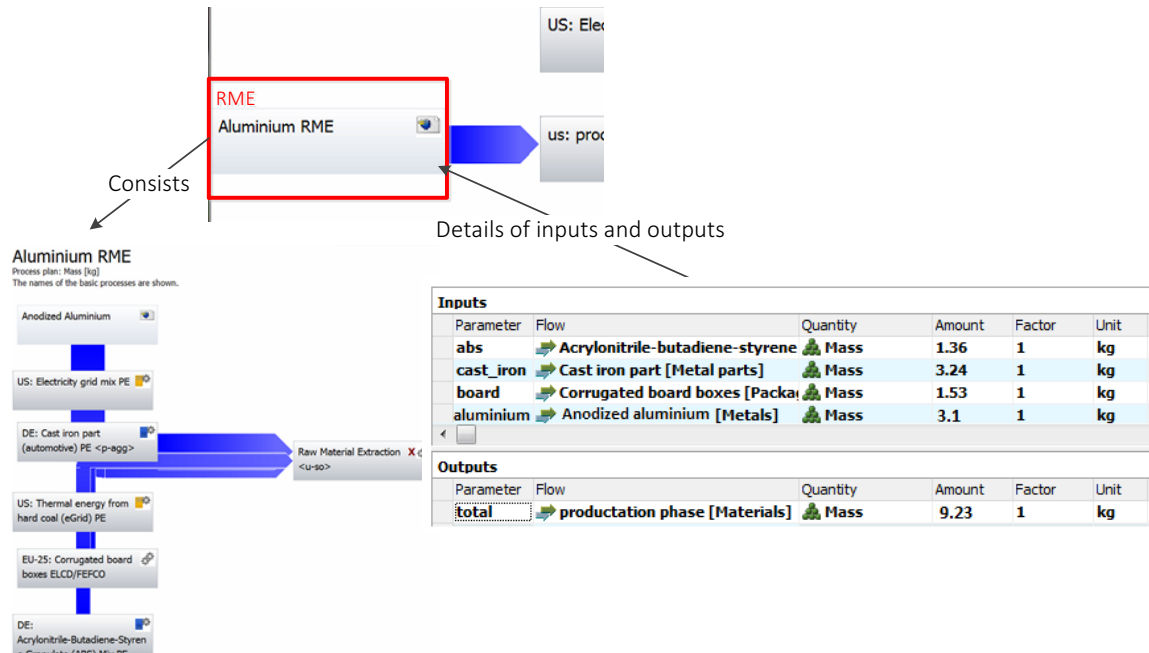 US: Elec
RME
Aluminium RME
us: prod
Consists
Details of inputs and outputs
Aluminium RME
Process plan: Mass [kg]
The names of the basic processes are shown.
Anodized Aluminium
US: Electricity grid mix PE
DE: Cast iron part
(automotive) PE <p-agg>
Raw Material Extraction X
<u-so>
US: Thermal energy from
hard coal (eGrid) PE
EU-25: Corrugated board
boxes ELCD/FEFCO
DE:
Acrylonitrile-Butadiene-Styren
Inputs
Parameter Flow Quantity Amount Factor Unit
abs Acrylonitrile-butadiene-styrene Mass 1.36 1 kg
cast_iron Cast iron part [Metal parts] Mass 3.24 1 kg
board Corrugated board boxes [Packa Mass 1.53 1 kg
aluminium Anodized aluminium [Metals] Mass 3.1 1 kg
Outputs
Parameter Flow Quantity Amount Factor Unit
total productation phase [Materials] Mass 9.23 1 kg